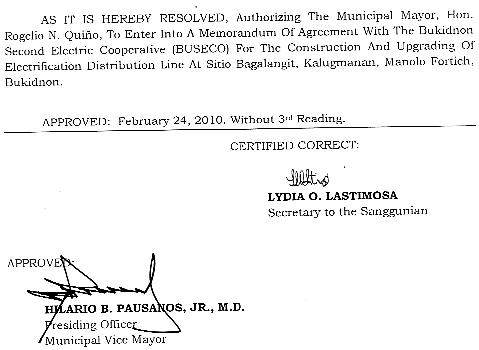 AS IT IS HEREBY RESOLVED, Authorizing The Municipal Mayor, Hon.
Rogelio N. Quiño, To Enter Into A Memorandum Of Agreement With The Bukidnon
Second Electric Cooperative (BUSECO) For The Construction And Upgrading Of
Electrification Distribution Line At Sitio Bagalangit, Kalugmanan, Manolo Fortich,
Bukidnon.
APPROVED: February 24, 2010, Without 3rd Reading.
CERTIFIED CORRECT:
LYDIA O. LASTIMOSA
Secretary to the Sanggunian
APPROVED:
HILARIO B. PAUSANOS, JR., M.D.
Presiding Officer
Municipal Vice Mayor